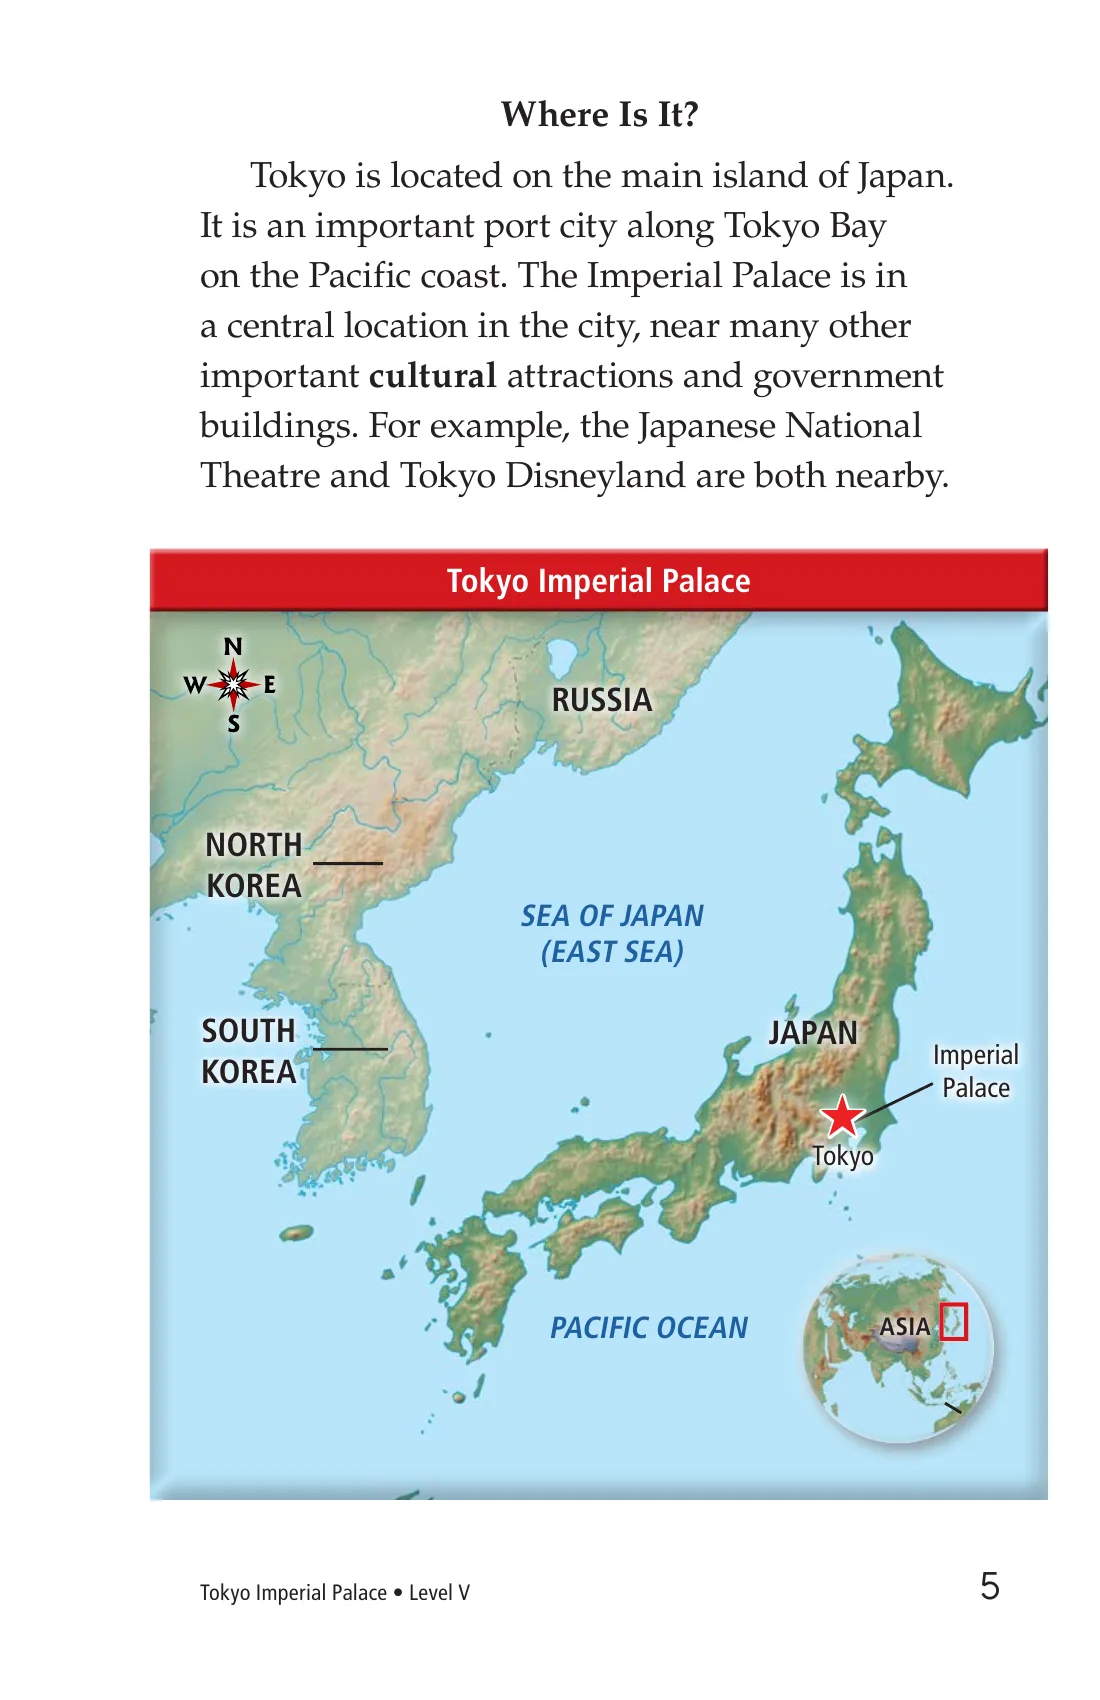 Where Is It?
Tokyo is located on the main island of Japan.
It is an important port city along Tokyo Bay
on the Pacific coast. The Imperial Palace is in
a central location in the city, near many other
important cultural attractions and government
buildings. For example, the Japanese National
Theatre and Tokyo Disneyland are both nearby.
Tokyo Imperial Palace
N
W E
S
RUSSIA
NORTH
KOREA
SEA OF JAPAN
(EAST SEA)
SOUTH
KOREA
JAPAN
Imperial
Palace
Tokyo
PACIFIC OCEAN
ASIA
Tokyo Imperial Palace • Level V
5